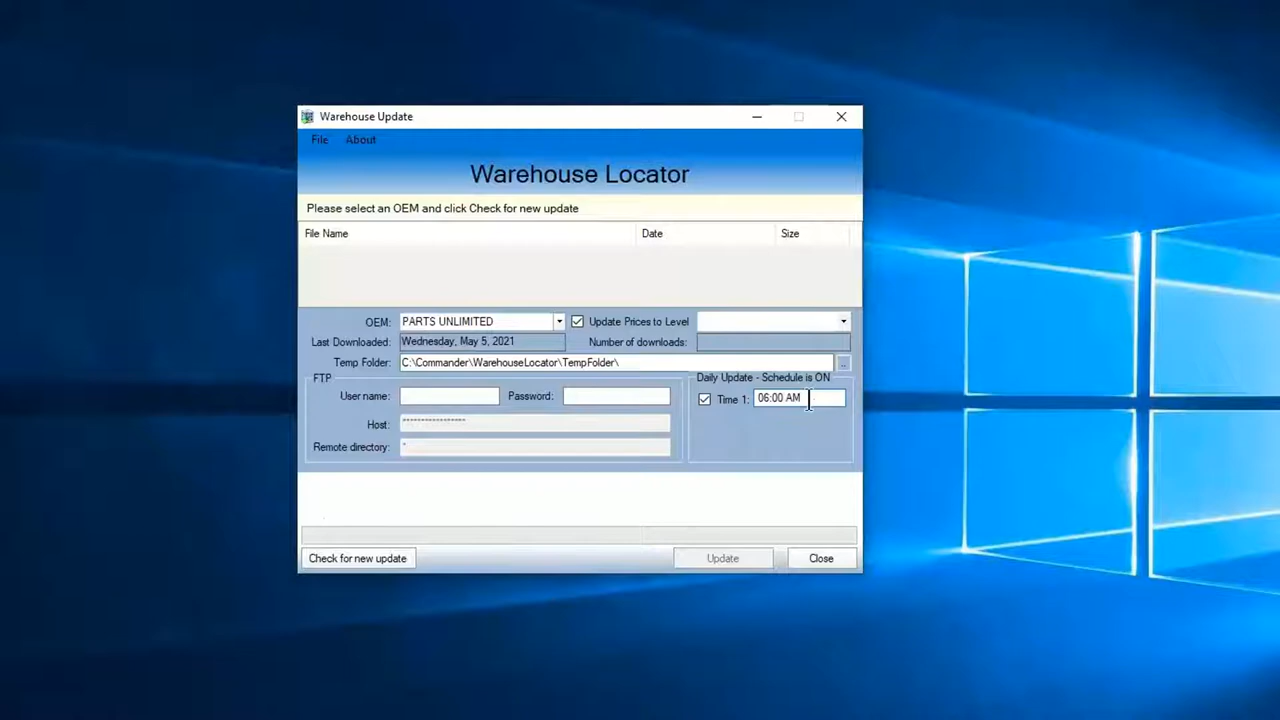 Warehouse Update
File About
Warehouse Locator
Please select an OEM and click Check for new update
File Name Date Size
OEM: PARTS UNLIMITED Update Prices to Level
Last Downloaded: Wednesday, May 5, 2021 Number of downloads:
Temp Folder: C:\Commander\WarehouseLocator\TempFolder\ ..
FTP Daily Update - Schedule is ON
User name: Password: Time 1: 06:00 AM
Host: ****************
Remote directory: *
Check for new update Update Close